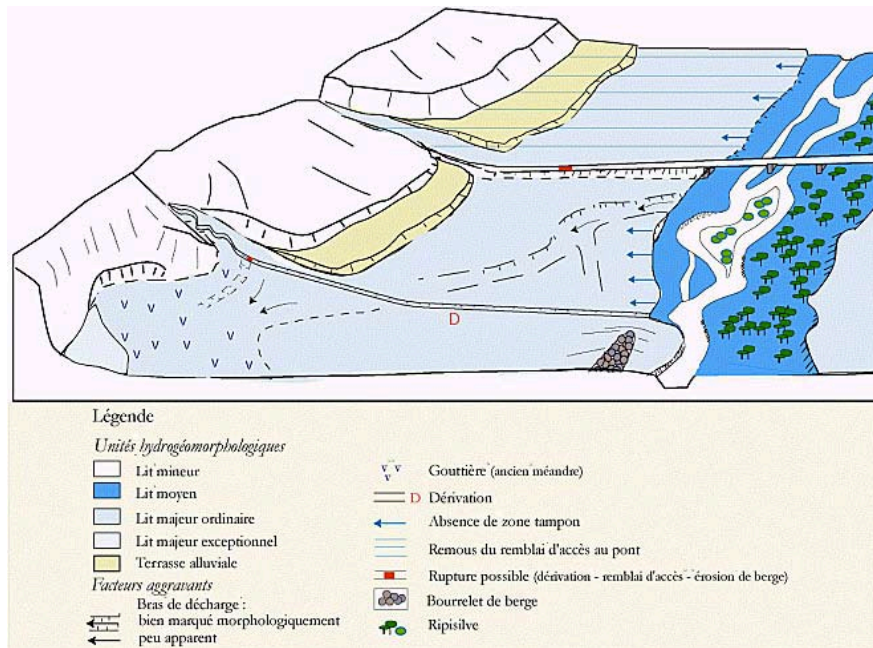 D
Légende
Unités hydrogéomorphologiques
Lit mineur
Lit moyen
Lit majeur ordinaire
Lit majeur exceptionnel
Terrasse alluviale
Facteurs aggravants
Bras de décharge :
bien marqué morphologiquement
peu apparent
Gouttière (ancien méandre)
D Dérivation
Absence de zone tampon
Remous du remblai d'accès au pont
Rupture possible (dérivation - remblai d'accès - érosion de berge)
Bourrelet de berge
Ripisilve